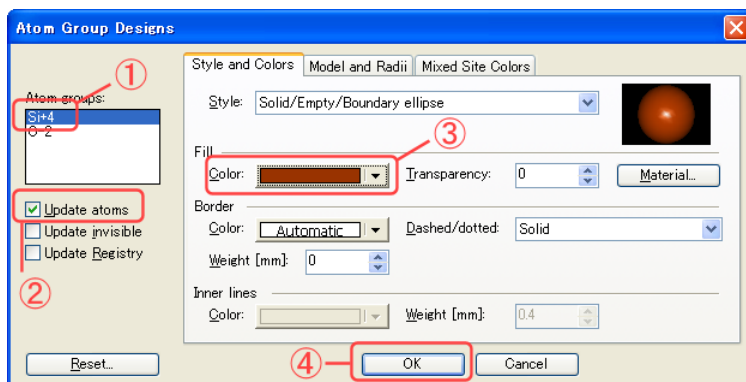 Atom Group Designs
①
Atom groups:
Si+4
O-2
Update atoms
Update invisible
Update Registry
②
Reset...
Style and Colors
Model and Radii
Mixed Site Colors
Style:
Solid/Empty/Boundary ellipse
③
Fill
Color:
Transparency:
0
Material...
Border
Color:
Automatic
Dashed/dotted:
Solid
Weight [mm]:
0
Inner lines
Color:
Weight [mm]:
0.4
④
OK
Cancel